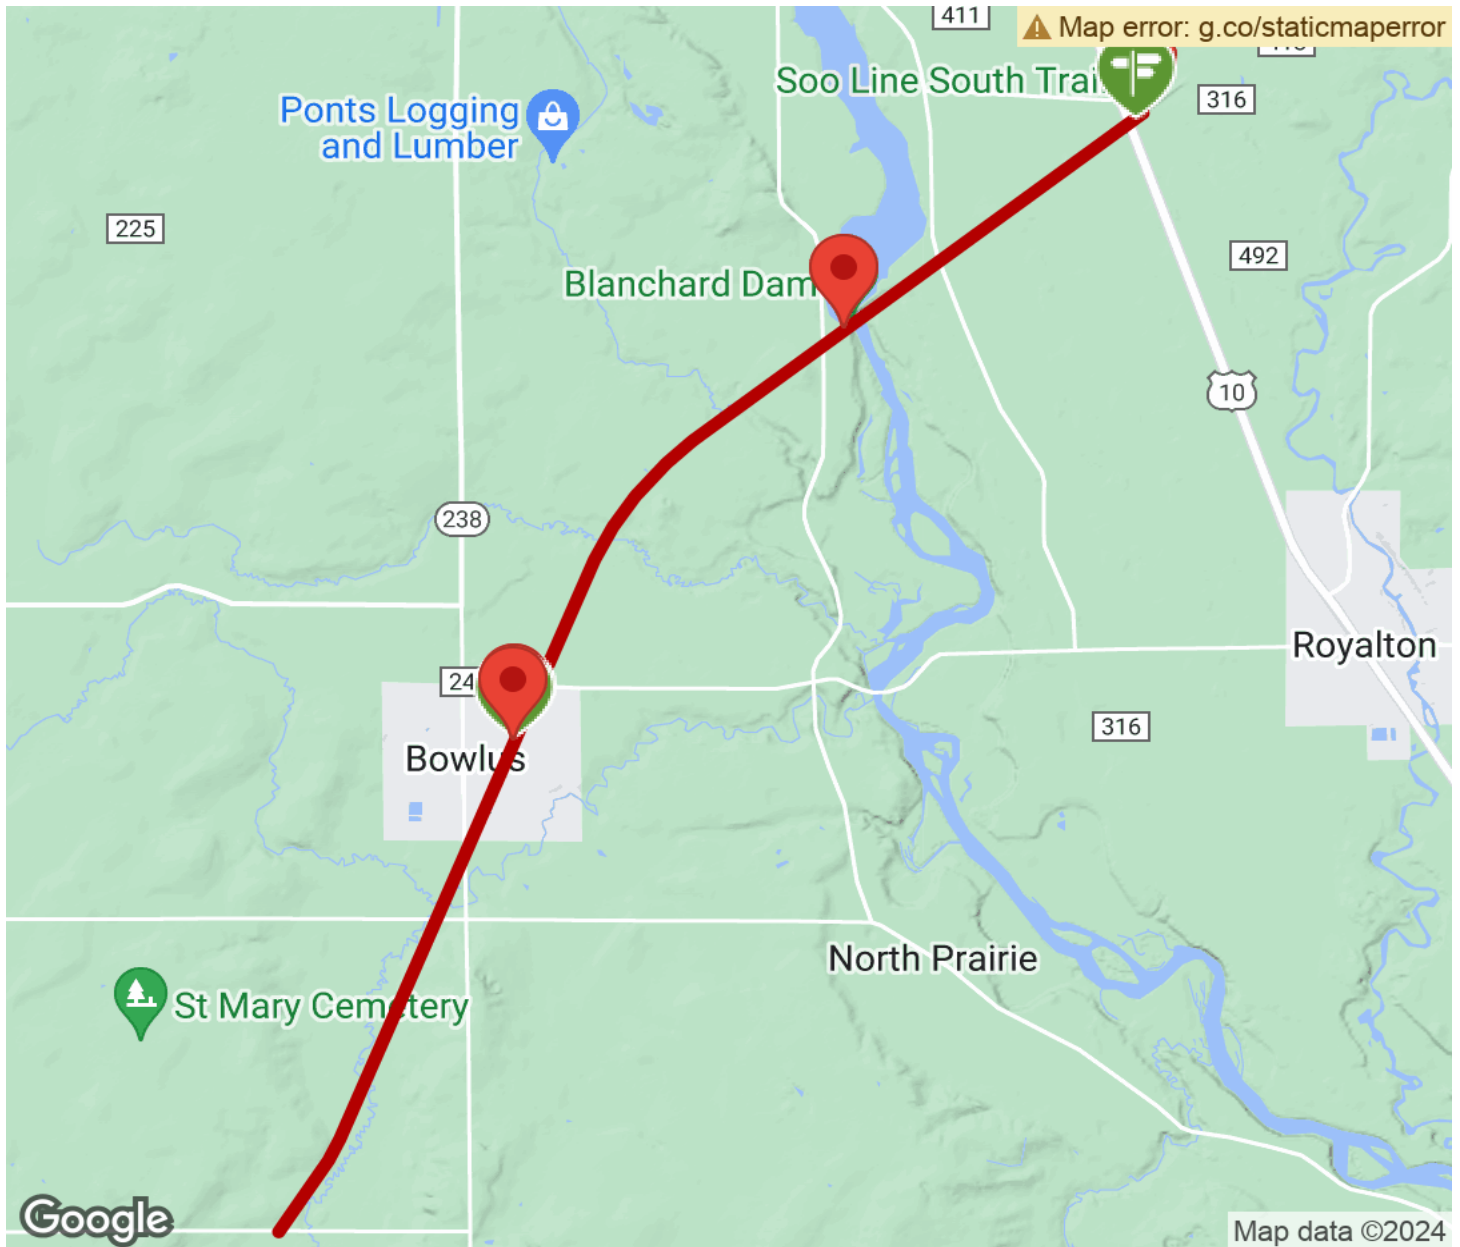 411
Map error: g.co/staticmaperror
Soo Line South Trai
316
Ponts Logging
and Lumber
225
492
Blanchard Dam
10
238
Royalton
24
316
Bowlus
North Prairie
St Mary Cemetery
Google
Map data ©2024